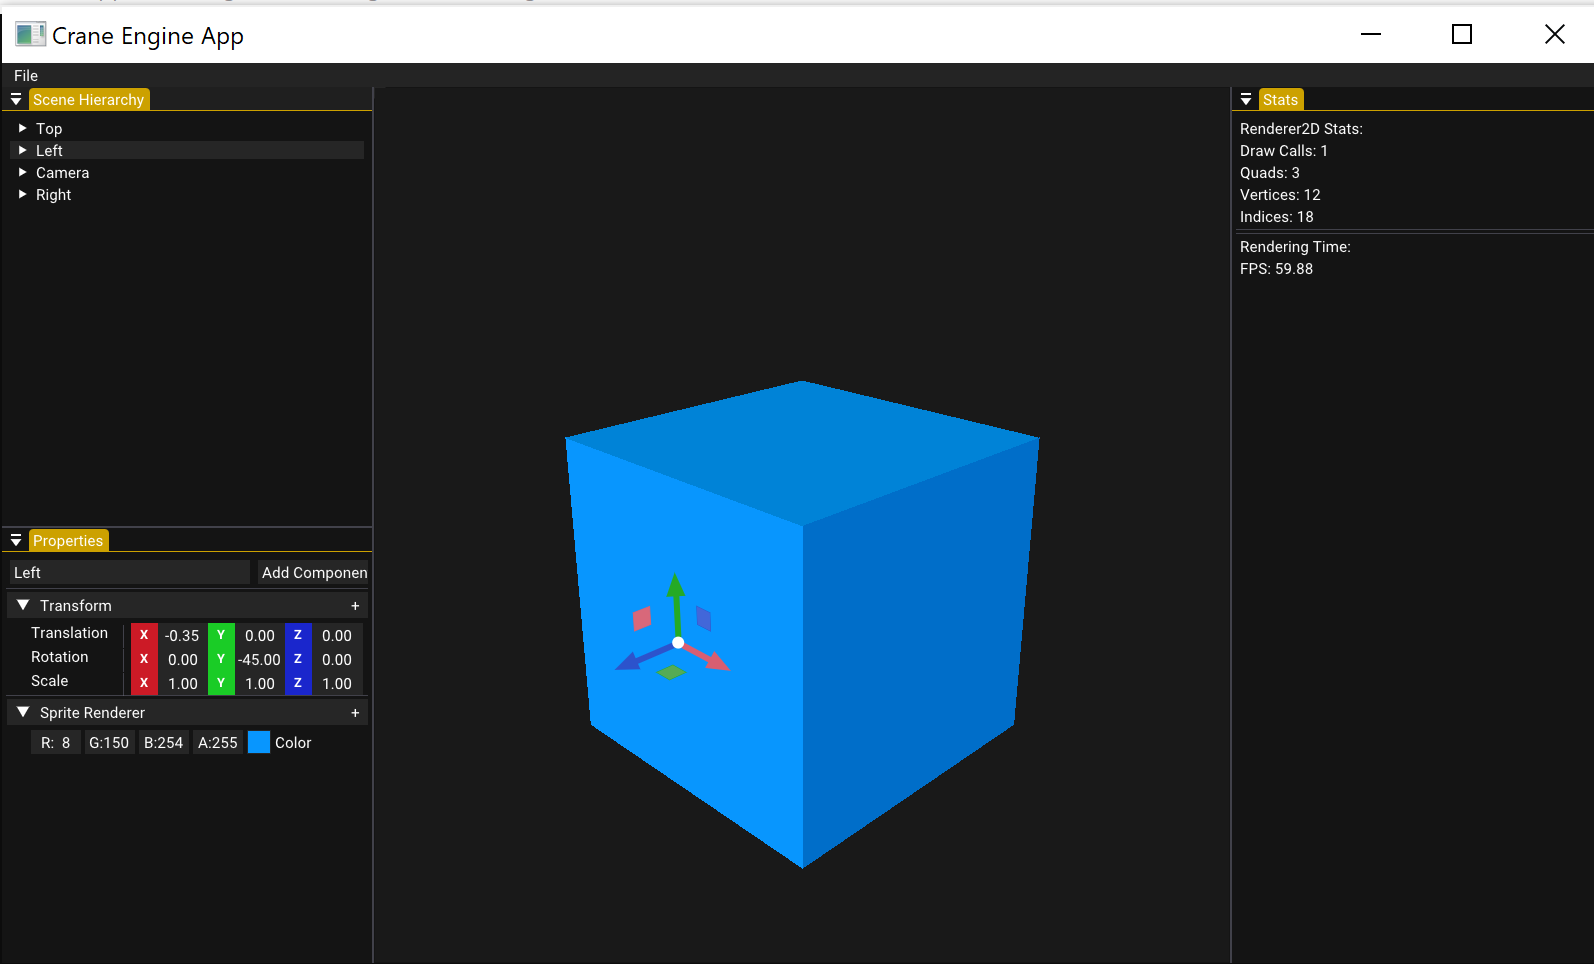 Crane Engine App
File
Scene Hierarchy
Top
Left
Camera
Right
Properties
Left Add Componen
Transform +
Translation X -0.35 Y 0.00 Z 0.00
Rotation X 0.00 Y -45.00 Z 0.00
Scale X 1.00 Y 1.00 Z 1.00
Sprite Renderer +
R: 8 G:150 B:254 A:255 Color
Stats
Renderer2D Stats:
Draw Calls: 1
Quads: 3
Vertices: 12
Indices: 18
Rendering Time:
FPS: 59.88